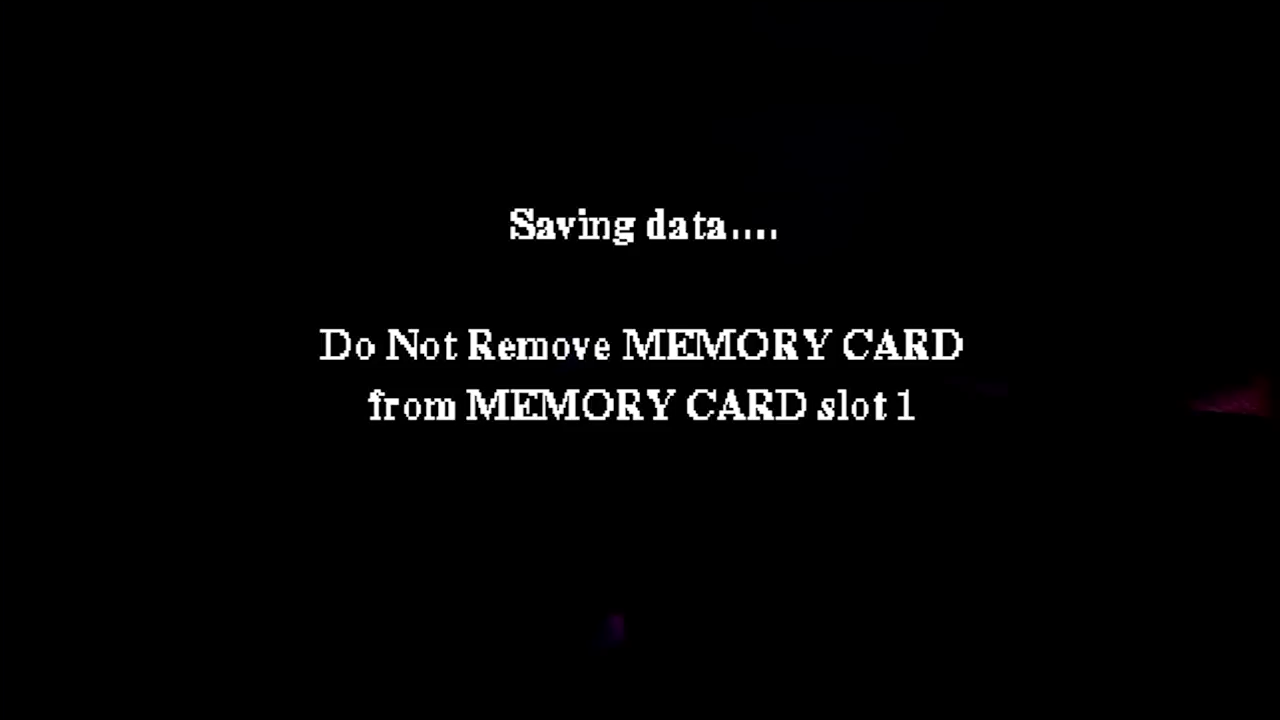 Saving data....
Do Not Remove MEMORY CARD
from MEMORY CARD slot 1